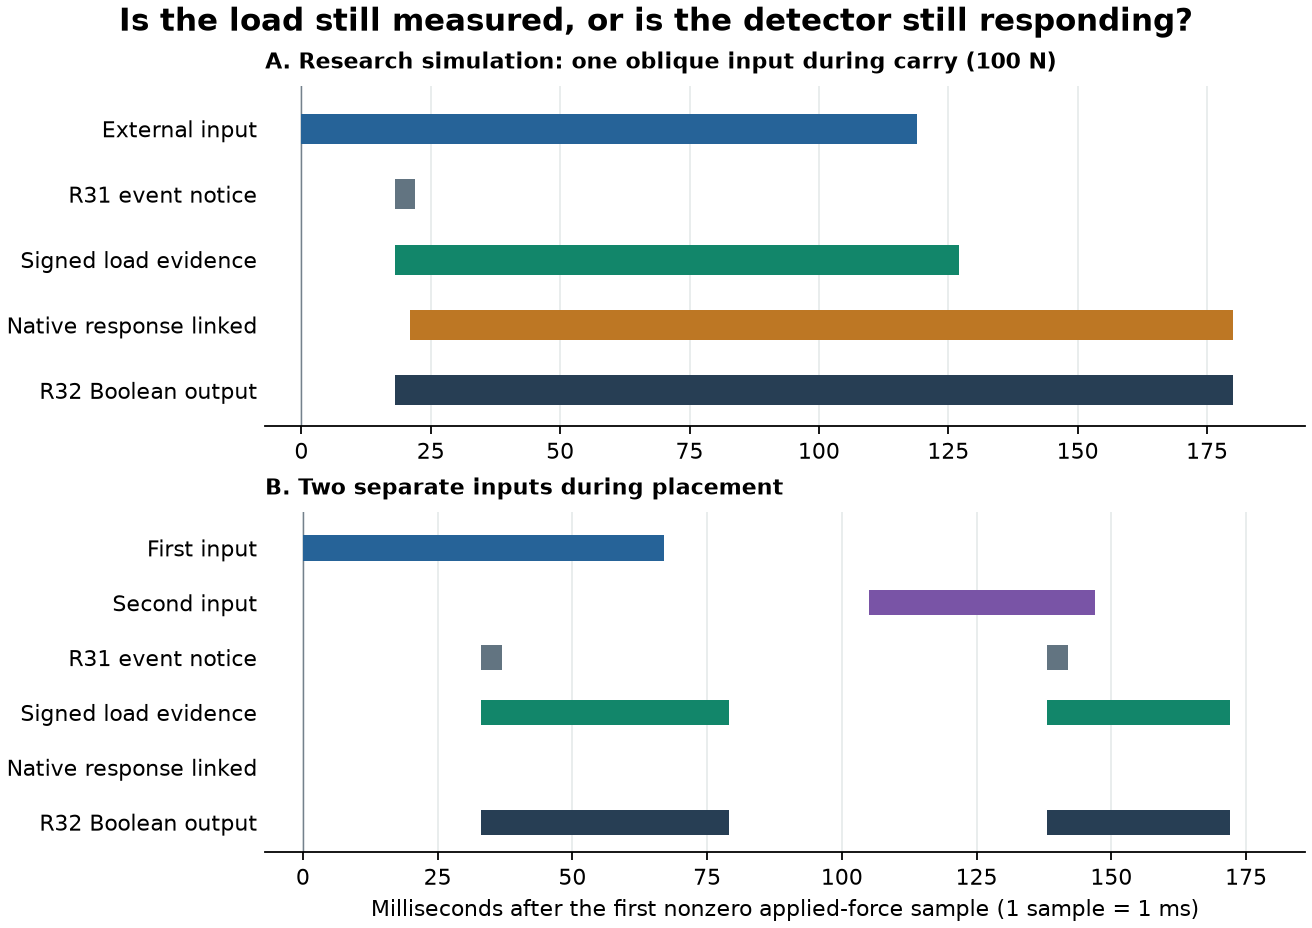 Is the load still measured, or is the detector still responding?
A. Research simulation: one oblique input during carry (100 N)
External input
R31 event notice
Signed load evidence
Native response linked
R32 Boolean output
0 25 50 75 100 125 150 175
B. Two separate inputs during placement
First input
Second input
R31 event notice
Signed load evidence
Native response linked
R32 Boolean output
0 25 50 75 100 125 150 175
Milliseconds after the first nonzero applied-force sample (1 sample = 1 ms)